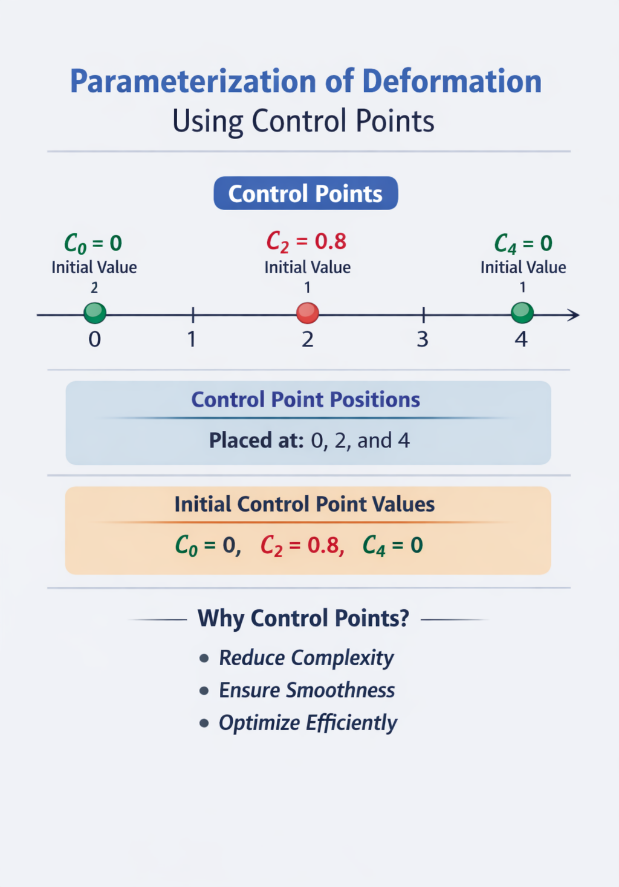 Parameterization of Deformation
Using Control Points
Control Points
C₀ = 0 C₂ = 0.8 C₄ = 0
Initial Value Initial Value Initial Value
2 1 1
0 1 2 3 4
Control Point Positions
Placed at: 0, 2, and 4
Initial Control Point Values
C₀ = 0, C₂ = 0.8, C₄ = 0
Why Control Points?
• Reduce Complexity
• Ensure Smoothness
• Optimize Efficiently